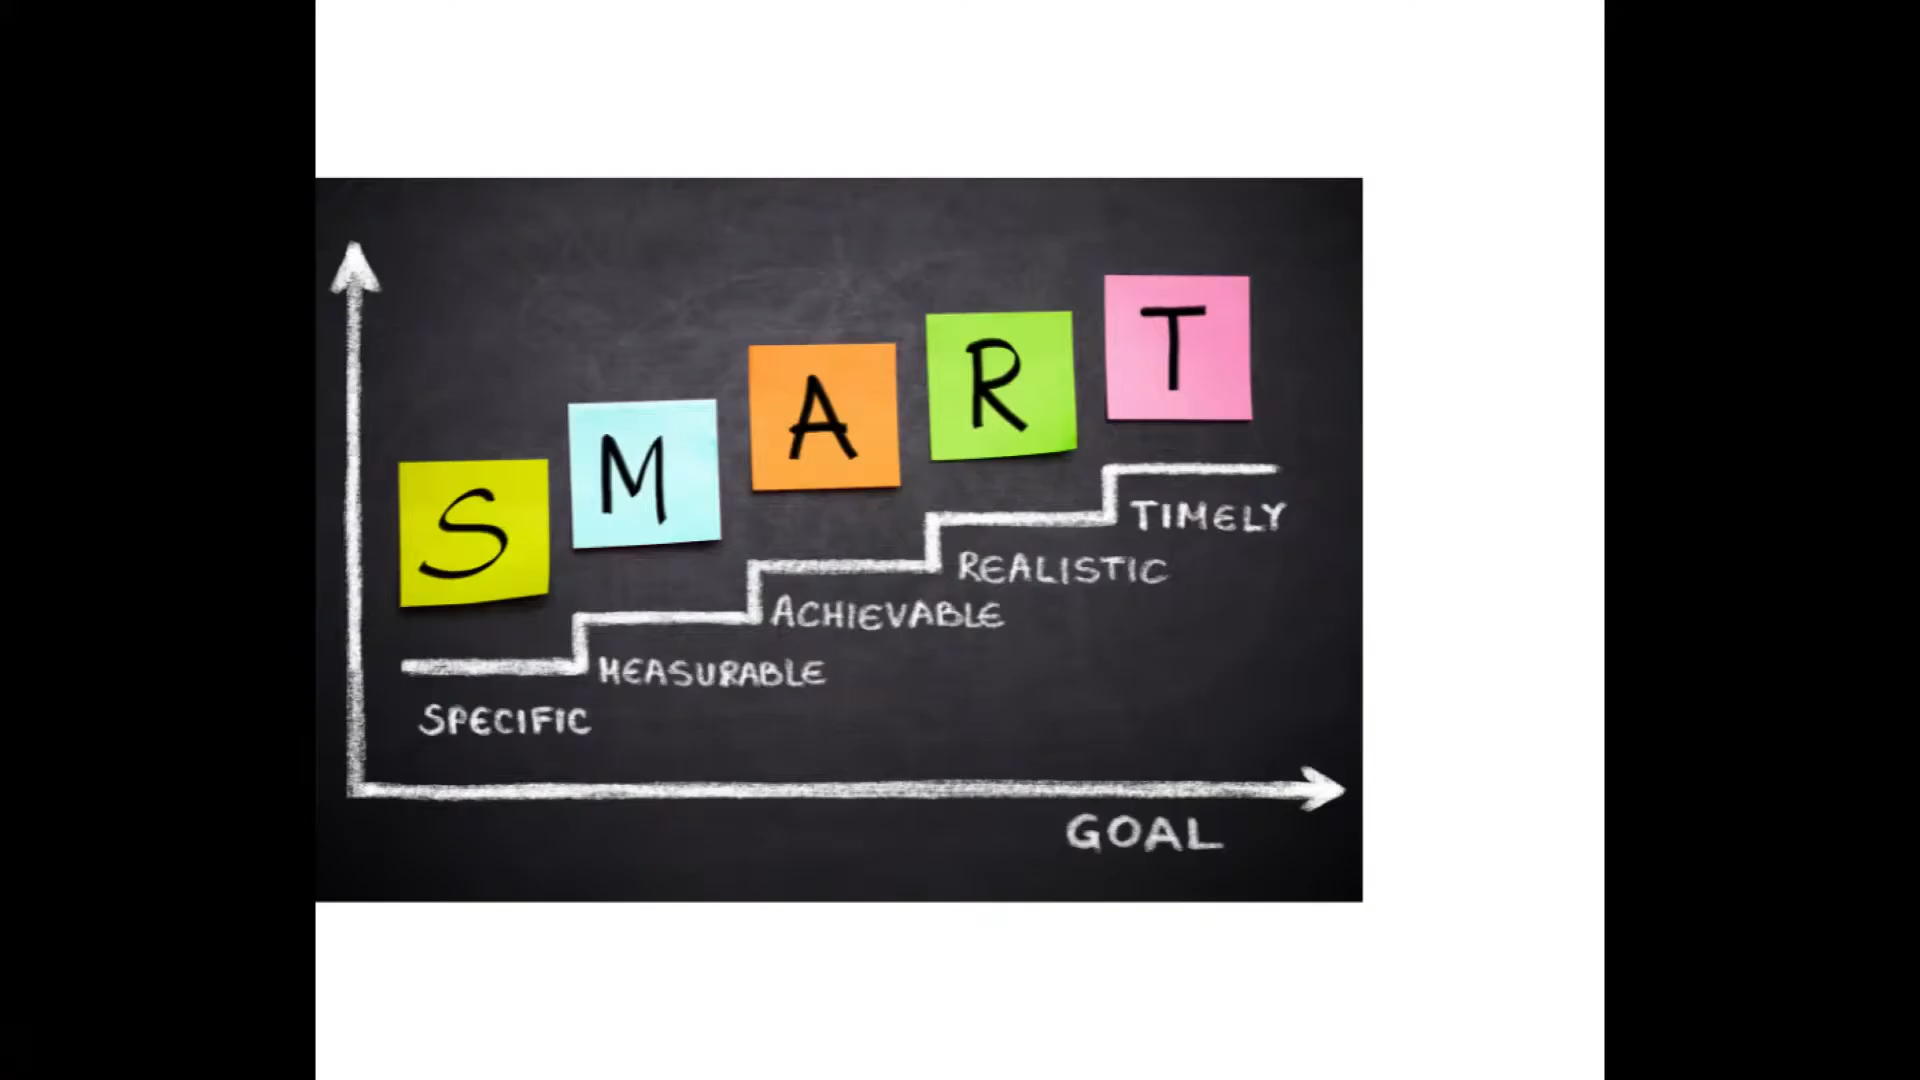 S M A R T
SPECIFIC
MEASURABLE
ACHIEVABLE
REALISTIC
TIMELY
GOAL